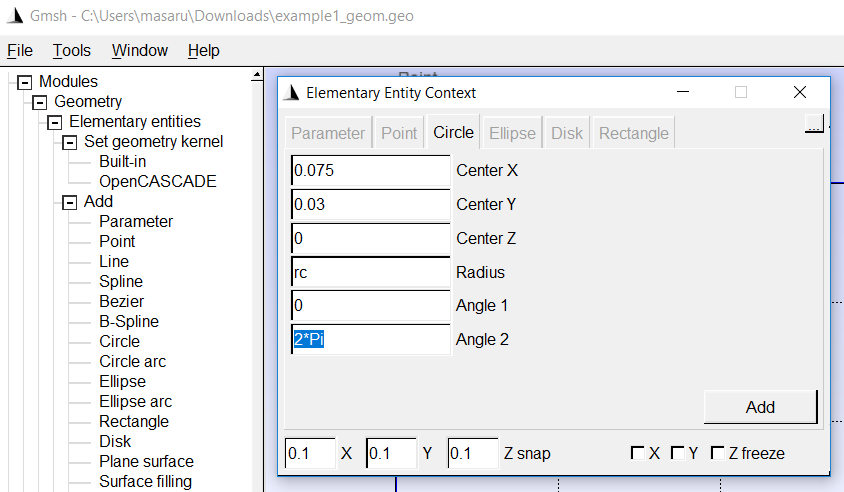 Gmsh - C:\Users\masaru\Downloads\example1_geom.geo
File Tools Window Help
Modules
Geometry
Elementary entities
Set geometry kernel
Built-in
OpenCASCADE
Add
Parameter
Point
Line
Spline
Bezier
B-Spline
Circle
Circle arc
Ellipse
Ellipse arc
Rectangle
Disk
Plane surface
Surface filling
Point
Elementary Entity Context
Parameter Point Circle Ellipse Disk Rectangle ...
0.075 Center X
0.03 Center Y
0 Center Z
rc Radius
0 Angle 1
2*Pi Angle 2
Add
0.1 X 0.1 Y 0.1 Z snap X Y Z freeze